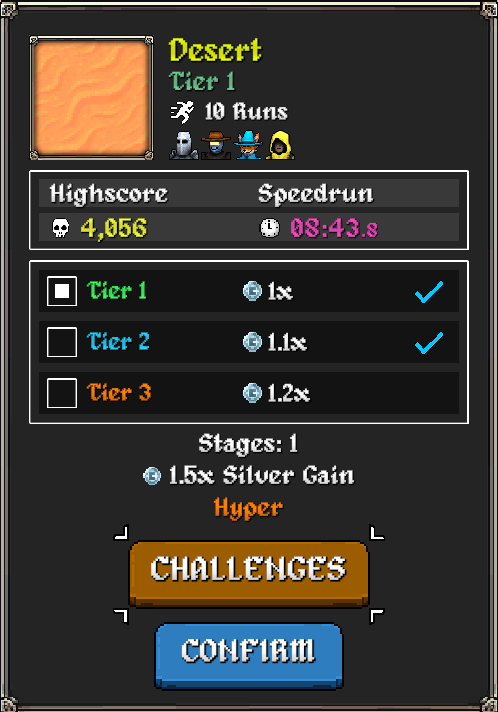 Desert
Tier 1
10 Runs
Highscore Speedrun
4,056 08:43.8
Tier 1 1x
Tier 2 1.1x
Tier 3 1.2x
Stages: 1
1.5x Silver Gain
Hyper
CHALLENGES
CONFIRM